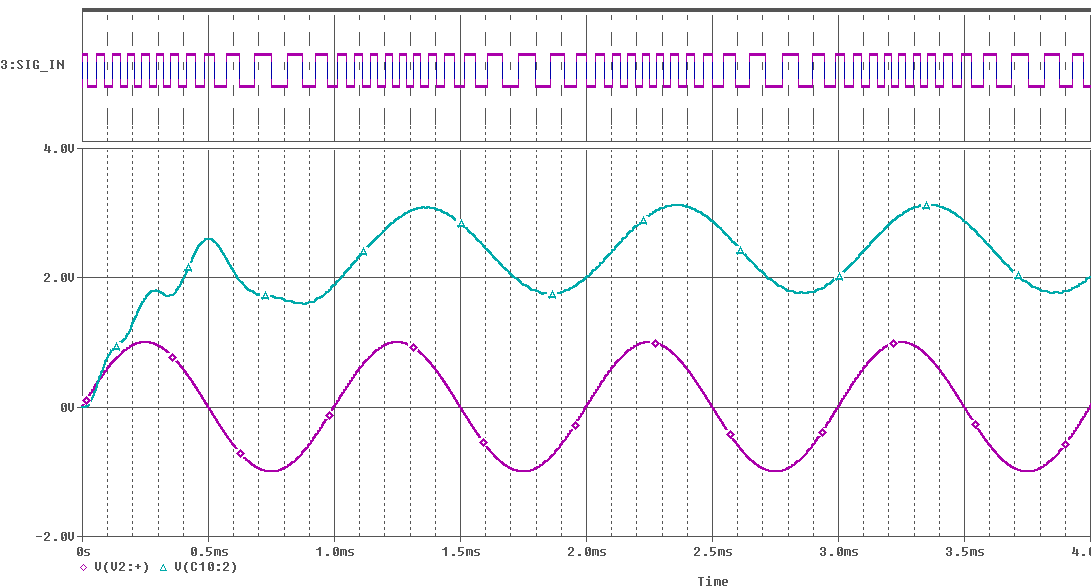 3:SIG_IN
4.0V
2.0V
0V
-2.0V
0s 0.5ms 1.0ms 1.5ms 2.0ms 2.5ms 3.0ms 3.5ms 4.0
◇ V(V2:+) △ V(C10:2)
Time